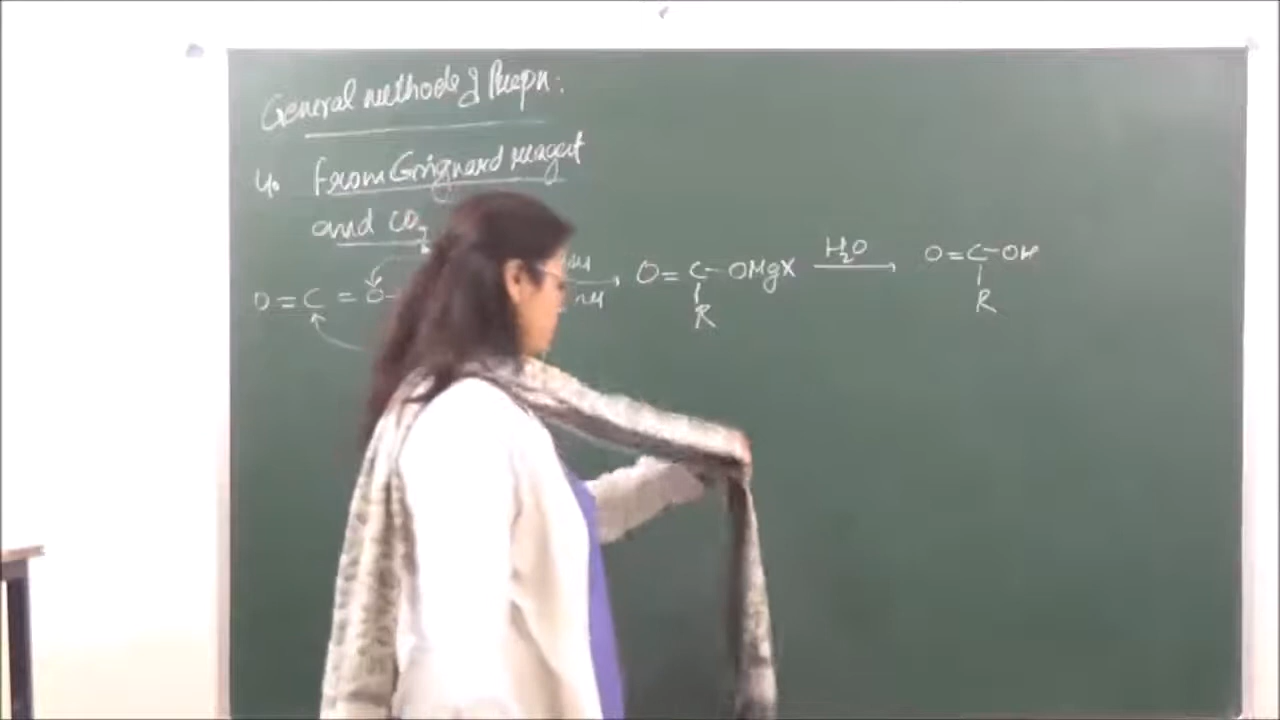 General methods of Prepn:
4. From Grignard reagent
and CO2
O=C=O-
O=C-OMgX H2O O=C-OH
R R